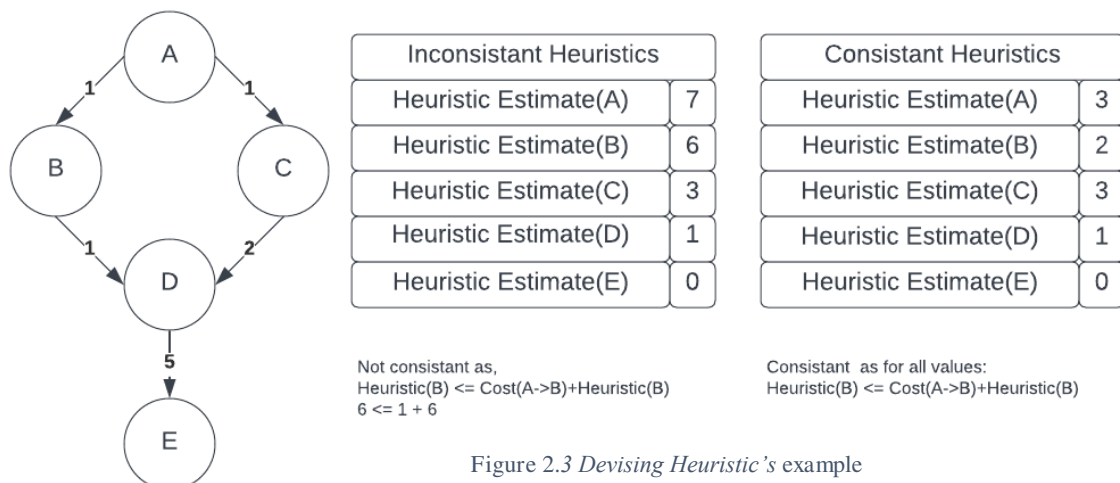 A
1
1
B
C
1
2
D
5
E
Inconsistant Heuristics
Heuristic Estimate(A) 7
Heuristic Estimate(B) 6
Heuristic Estimate(C) 3
Heuristic Estimate(D) 1
Heuristic Estimate(E) 0
Not consistant as,
Heuristic(B) <= Cost(A->B)+Heuristic(B)
6 <= 1 + 6
Consistant Heuristics
Heuristic Estimate(A) 3
Heuristic Estimate(B) 2
Heuristic Estimate(C) 3
Heuristic Estimate(D) 1
Heuristic Estimate(E) 0
Consistant as for all values:
Heuristic(B) <= Cost(A->B)+Heuristic(B)
Figure 2.3 Devising Heuristic’s example